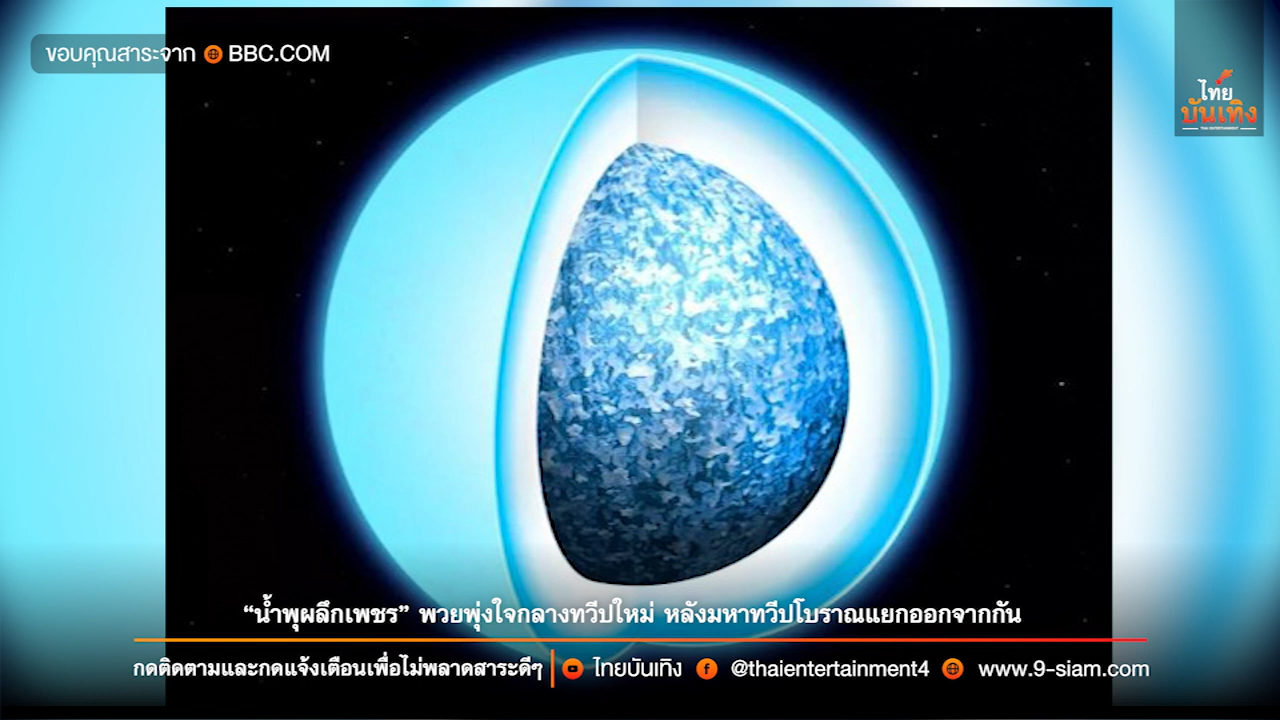 ขอบคุณสาระจาก BBC.COM
ไทย
บันเทิง
THAI ENTERTAINMENT
“น้ำพุผลึกเพชร” พวยพุ่งใจกลางทวีปใหม่ หลังมหาทวีปโบราณแยกออกจากกัน
กดติดตามและกดแจ้งเตือนเพื่อไม่พลาดสาระดีๆ ไทยบันเทิง @thaientertainment4 www.9-siam.com